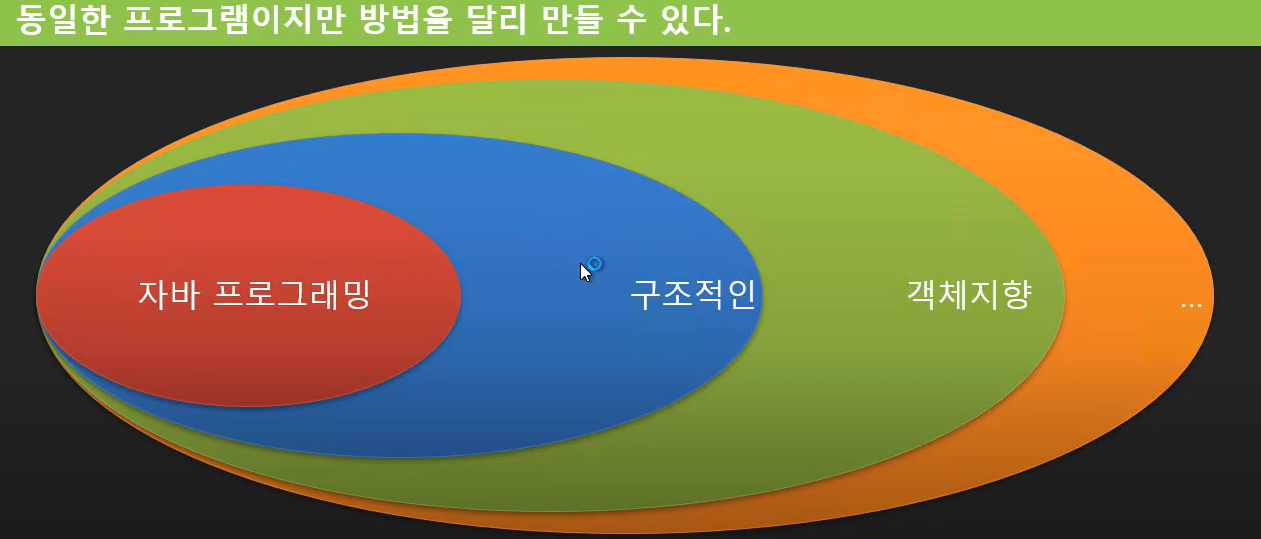 동일한 프로그램이지만 방법을 달리 만들 수 있다.
자바 프로그래밍
구조적인
객체지향
...